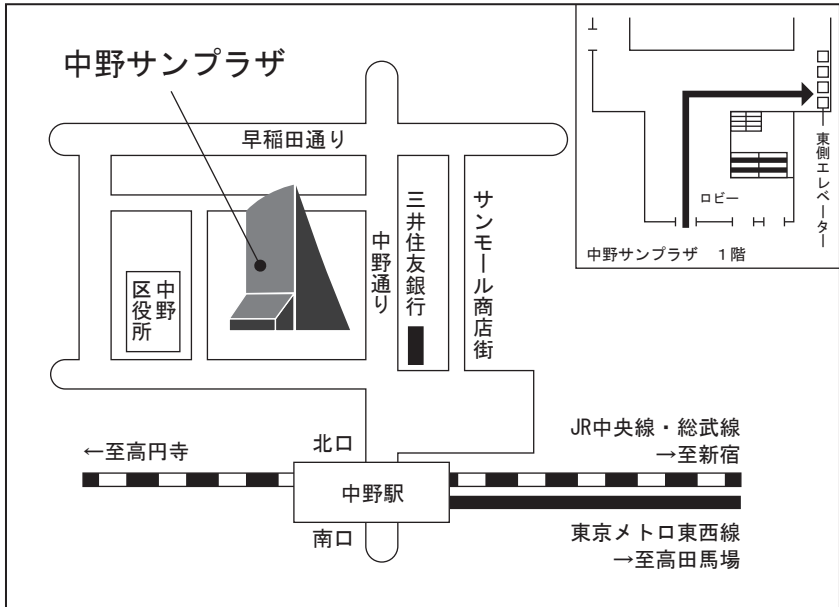 中野サンプラザ
早稲田通り
中野通り
三井住友銀行
サンモール商店街
中野
区役所
ロビー
東側エレベーター
中野サンプラザ 1階
北口
←至高円寺
JR中央線・総武線
→至新宿
中野駅
南口
東京メトロ東西線
→至高田馬場